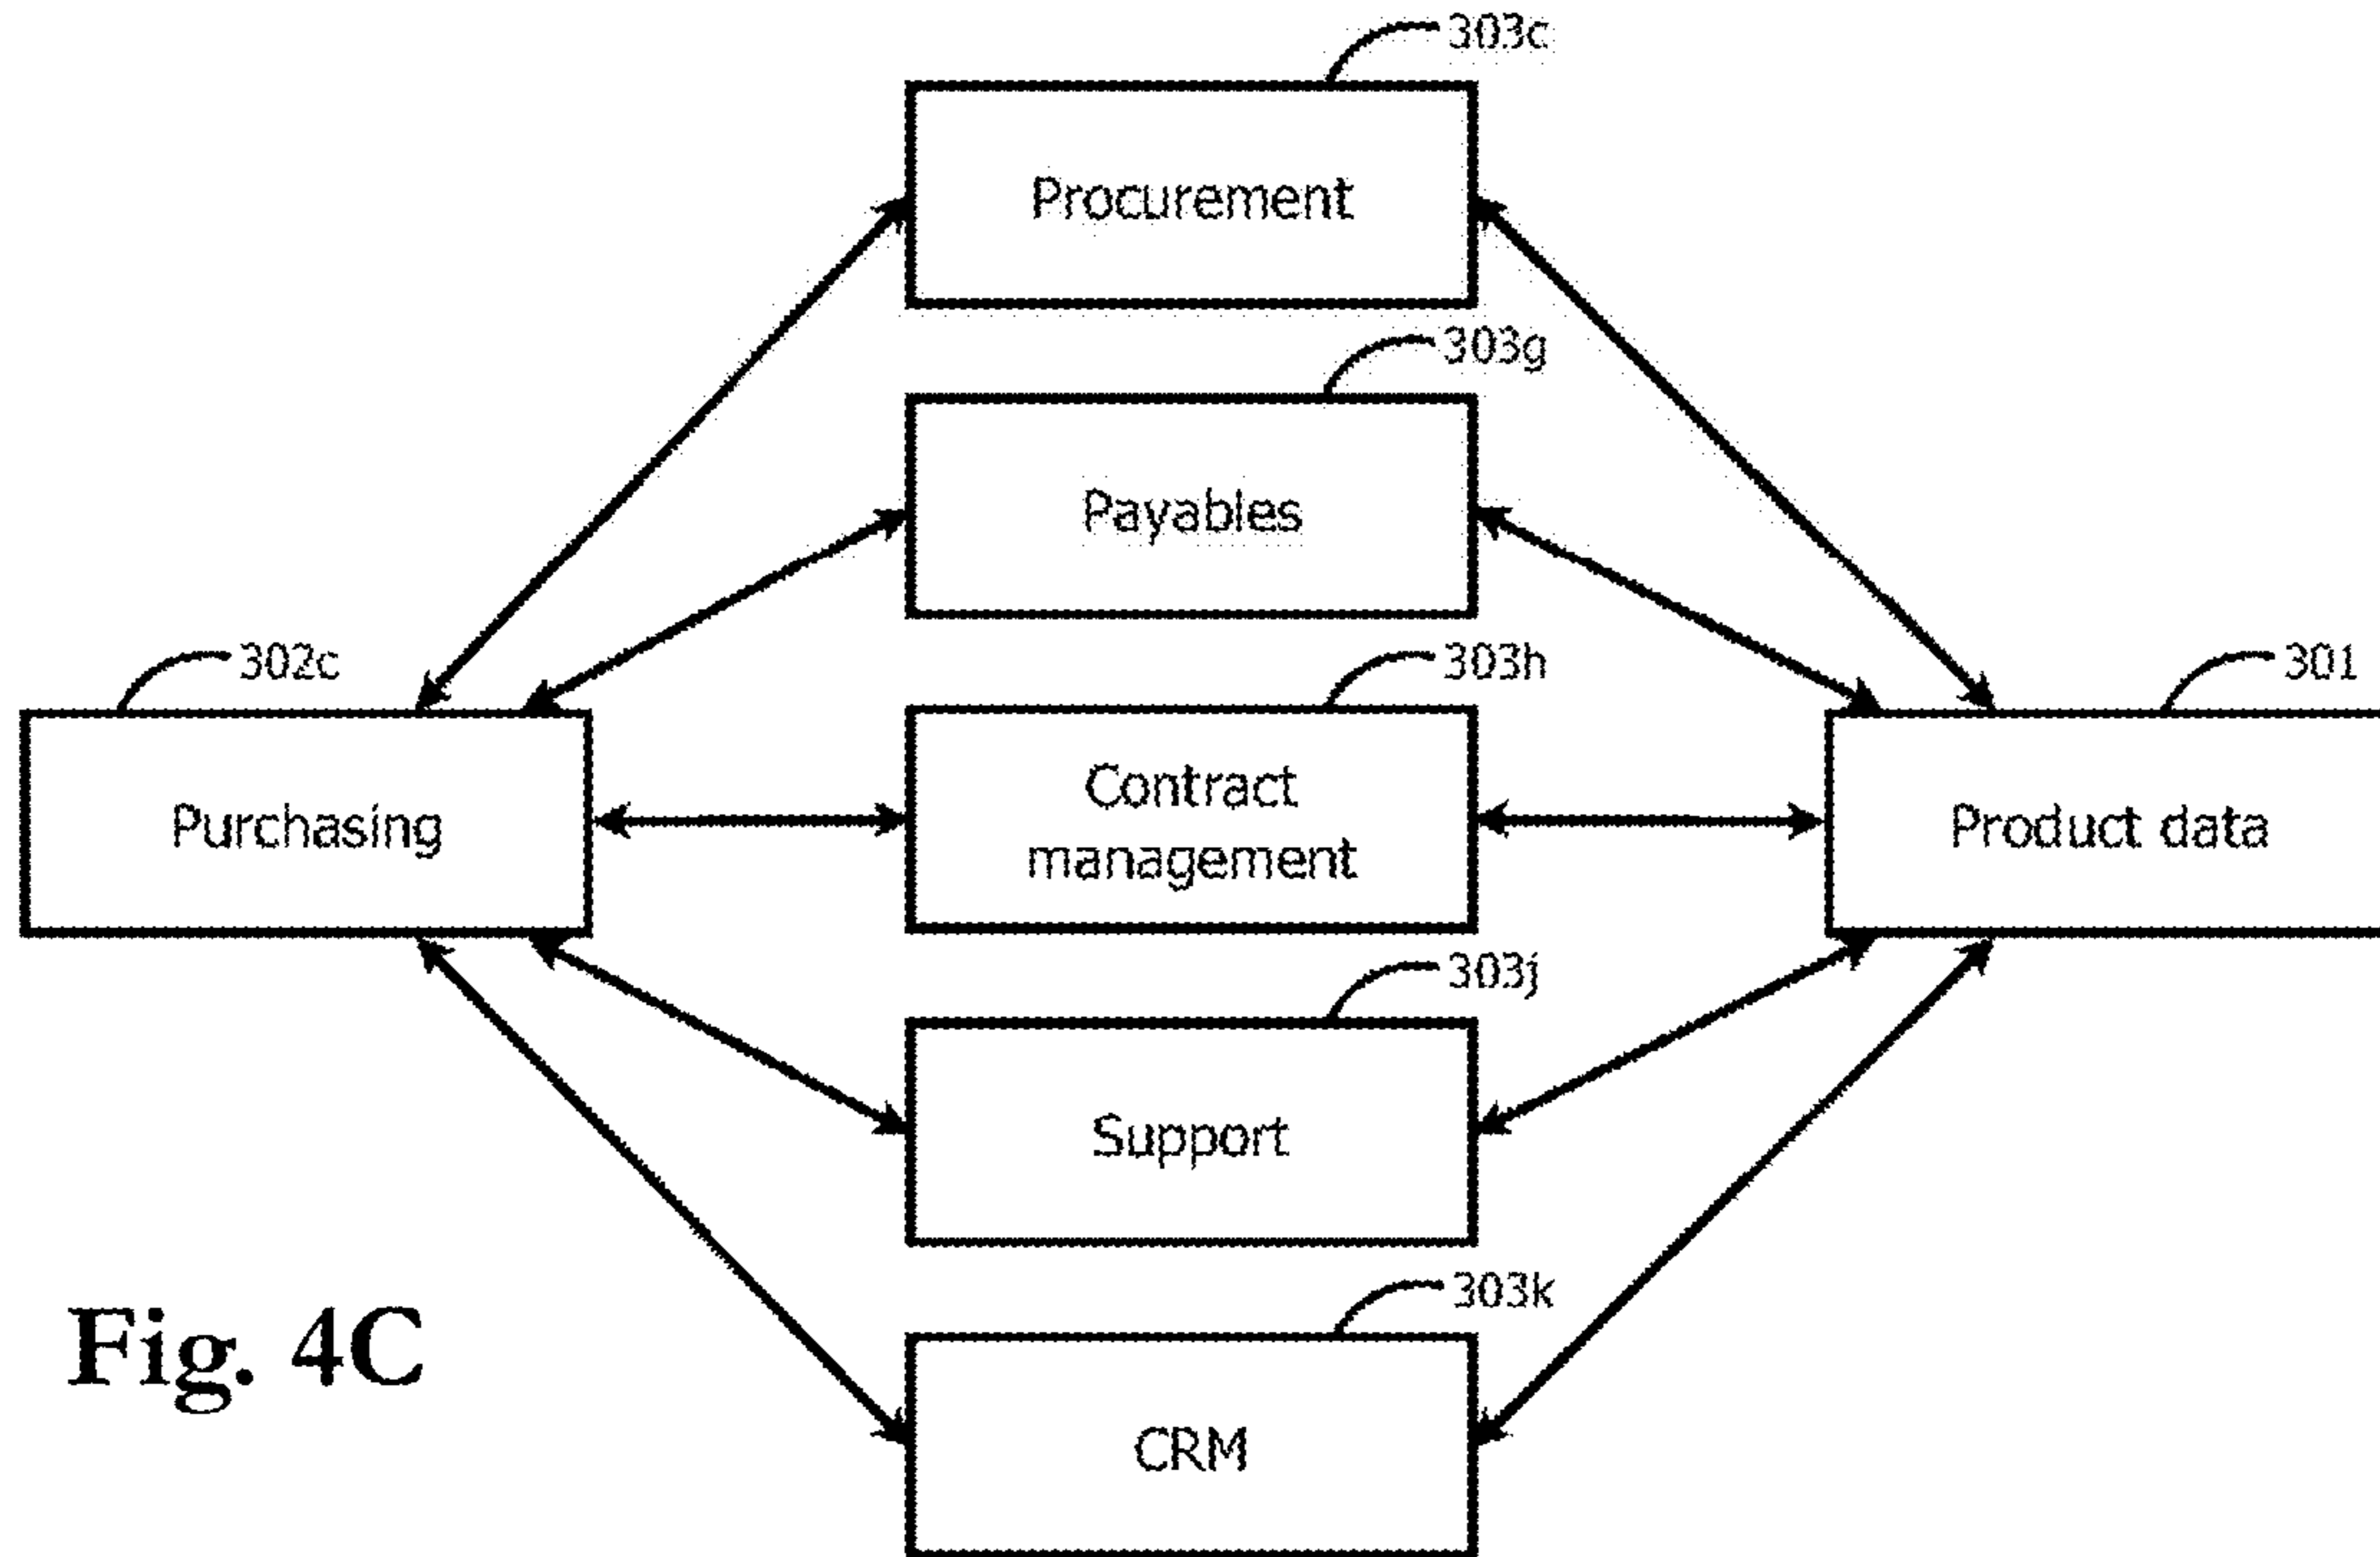 303c
Procurement
303g
Payables
302c
303h
301
Purchasing
Contract
management
Product data
303j
Support
303k
CRM
Fig. 4C